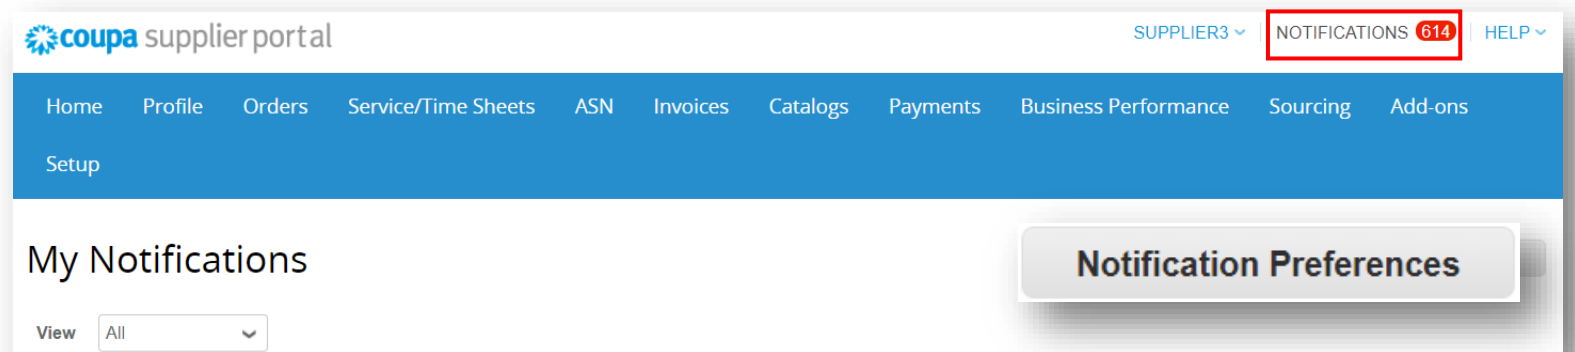 coupa supplier portal
SUPPLIER3 NOTIFICATIONS 614 HELP
Home Profile Orders Service/Time Sheets ASN Invoices Catalogs Payments Business Performance Sourcing Add-ons
Setup
My Notifications
Notification Preferences
View All